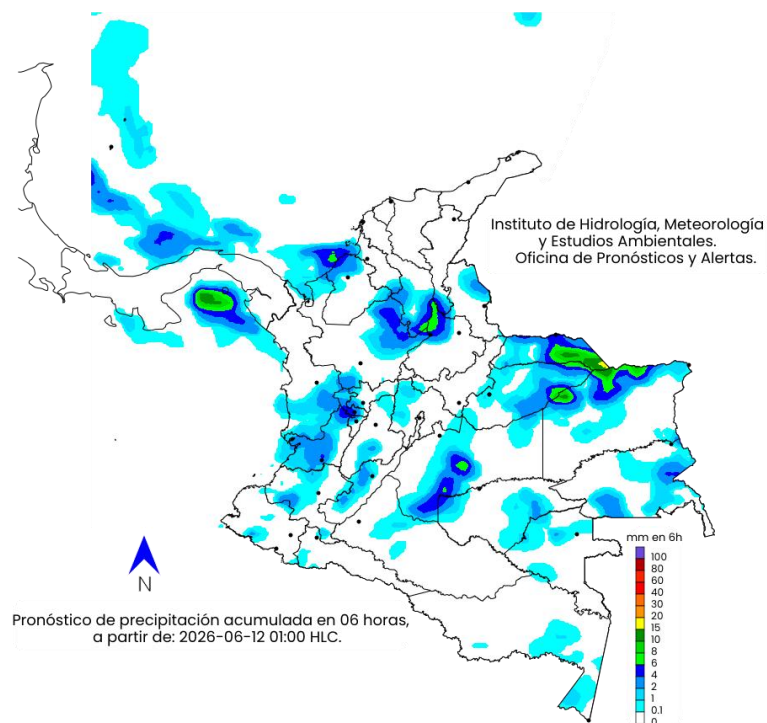 Instituto de Hidrología, Meteorología
y Estudios Ambientales.
Oficina de Pronósticos y Alertas.
N
Pronóstico de precipitación acumulada en 06 horas,
a partir de: 2026-06-12 01:00 HLC.
mm en 6h
100
80
60
40
30
20
15
10
8
6
4
2
1
0.1
0